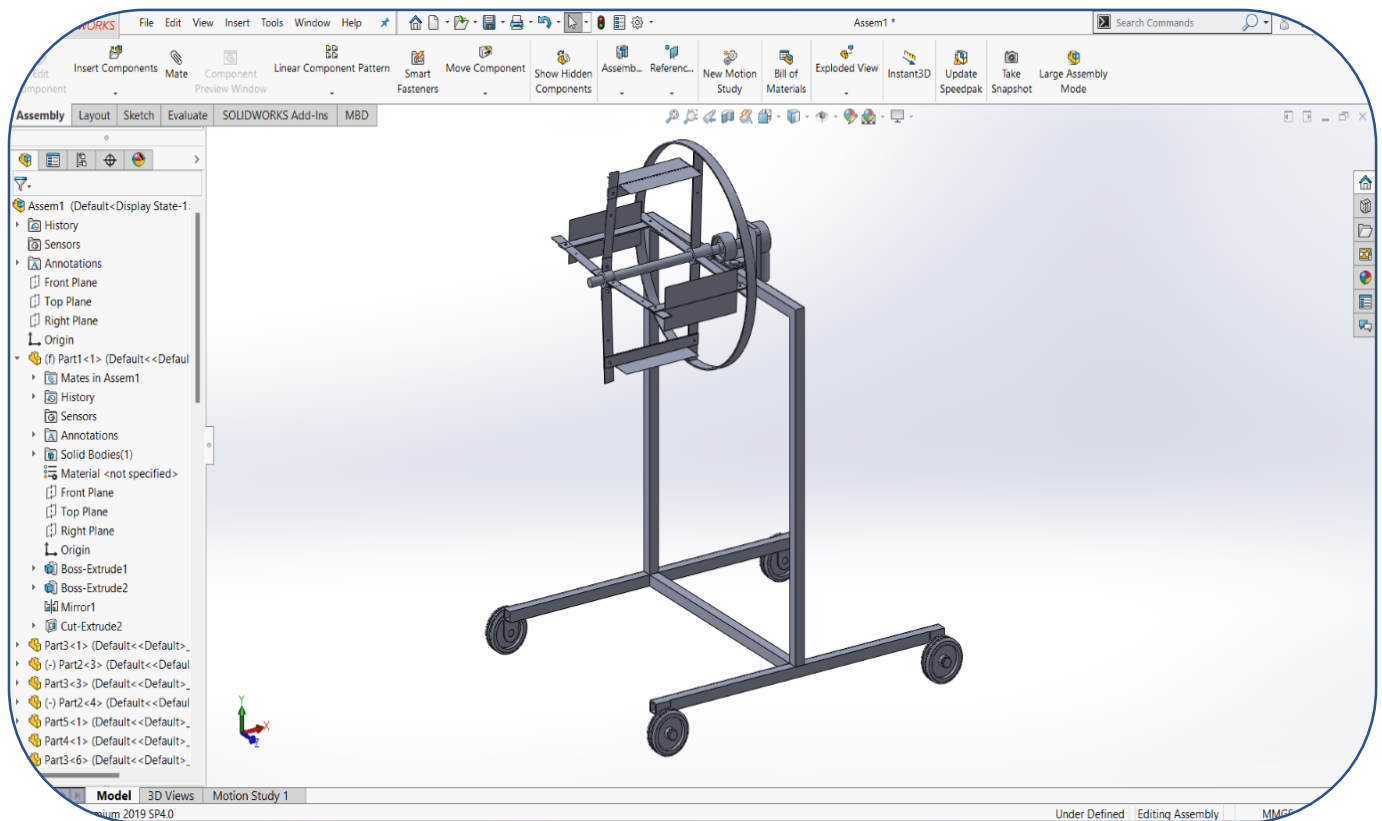 File Edit View Insert Tools Window Help Assem1 * Search Commands
Edit Component
Insert Components
Mate
Component Preview Window
Linear Component Pattern
Smart Fasteners
Move Component
Show Hidden Components
Assemb...
Referenc...
New Motion Study
Bill of Materials
Exploded View
Instant3D
Update Speedpak
Take Snapshot
Large Assembly Mode
Assembly Layout Sketch Evaluate SOLIDWORKS Add-Ins MBD
Assem1 (Default<Display State-1:
History
Sensors
Annotations
Front Plane
Top Plane
Right Plane
Origin
(f) Part1<1> (Default<<Defaul
Mates in Assem1
History
Sensors
Annotations
Solid Bodies(1)
Material <not specified>
Front Plane
Top Plane
Right Plane
Origin
Boss-Extrude1
Boss-Extrude2
Mirror1
Cut-Extrude2
Part3<1> (Default<<Default>_
(-) Part2<3> (Default<<Defaul
Part3<3> (Default<<Default>_
(-) Part2<4> (Default<<Defaul
Part5<1> (Default<<Default>_
Part4<1> (Default<<Default>_
Part3<6> (Default<<Default>_
Y
X
Z
Model 3D Views Motion Study 1
2019 SP4.0 Under Defined Editing Assembly